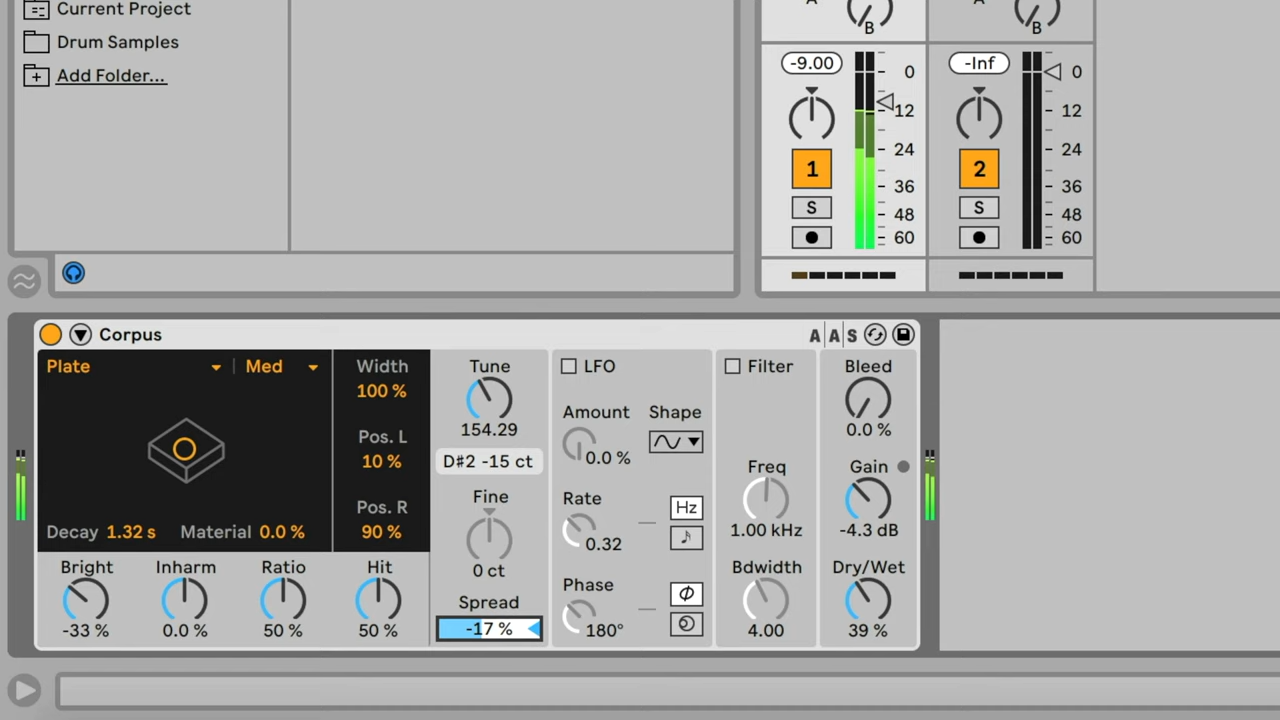 Current Project
Drum Samples
Add Folder...
A
B
A
B
-9.00
0
12
24
36
48
60
1
S
-Inf
0
12
24
36
48
60
2
S
Corpus
A A S
Plate
Med
Decay 1.32 s
Material 0.0 %
Width
100 %
Pos. L
10 %
Pos. R
90 %
Bright
-33 %
Inharm
0.0 %
Ratio
50 %
Hit
50 %
Tune
154.29
D#2 -15 ct
Fine
0 ct
Spread
-17 %
LFO
Amount
0.0 %
Shape
Rate
0.32
Hz
Phase
180°
Filter
Freq
1.00 kHz
Bdwidth
4.00
Bleed
0.0 %
Gain
-4.3 dB
Dry/Wet
39 %